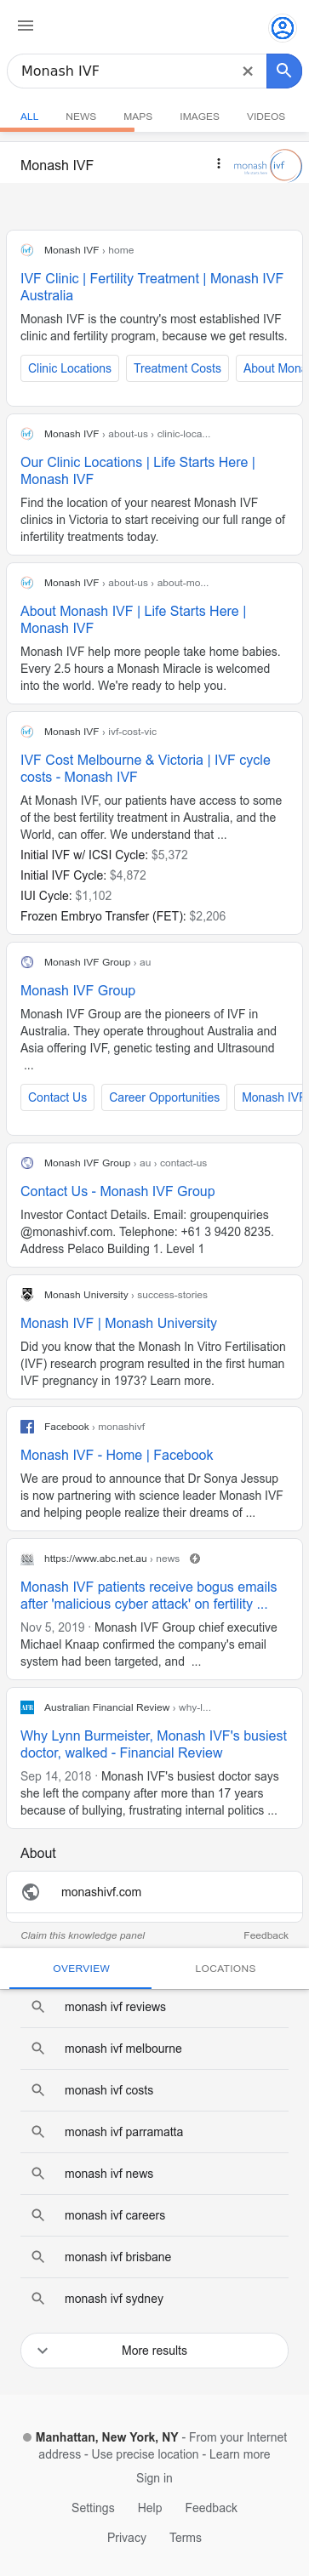 Monash IVF
ALL NEWS MAPS IMAGES VIDEOS
Monash IVF
monash ivf
Monash IVF › home
IVF Clinic | Fertility Treatment | Monash IVF
Australia
Monash IVF is the country's most established IVF
clinic and fertility program, because we get results.
Clinic Locations Treatment Costs About Mona
Monash IVF › about-us › clinic-loca...
Our Clinic Locations | Life Starts Here |
Monash IVF
Find the location of your nearest Monash IVF
clinics in Victoria to start receiving our full range of
infertility treatments today.
Monash IVF › about-us › about-mo...
About Monash IVF | Life Starts Here |
Monash IVF
Monash IVF help more people take home babies.
Every 2.5 hours a Monash Miracle is welcomed
into the world. We're ready to help you.
Monash IVF › ivf-cost-vic
IVF Cost Melbourne & Victoria | IVF cycle
costs - Monash IVF
At Monash IVF, our patients have access to some
of the best fertility treatment in Australia, and the
World, can offer. We understand that ...
Initial IVF w/ ICSI Cycle: $5,372
Initial IVF Cycle: $4,872
IUI Cycle: $1,102
Frozen Embryo Transfer (FET): $2,206
Monash IVF Group › au
Monash IVF Group
Monash IVF Group are the pioneers of IVF in
Australia. They operate throughout Australia and
Asia offering IVF, genetic testing and Ultrasound
...
Contact Us Career Opportunities Monash IVF
Monash IVF Group › au › contact-us
Contact Us - Monash IVF Group
Investor Contact Details. Email: groupenquiries
@monashivf.com. Telephone: +61 3 9420 8235.
Address Pelaco Building 1. Level 1
Monash University › success-stories
Monash IVF | Monash University
Did you know that the Monash In Vitro Fertilisation
(IVF) research program resulted in the first human
IVF pregnancy in 1973? Learn more.
Facebook › monashivf
Monash IVF - Home | Facebook
We are proud to announce that Dr Sonya Jessup
is now partnering with science leader Monash IVF
and helping people realize their dreams of ...
https://www.abc.net.au › news
Monash IVF patients receive bogus emails
after 'malicious cyber attack' on fertility ...
Nov 5, 2019 · Monash IVF Group chief executive
Michael Knaap confirmed the company's email
system had been targeted, and ...
AFR Australian Financial Review › why-l...
Why Lynn Burmeister, Monash IVF's busiest
doctor, walked - Financial Review
Sep 14, 2018 · Monash IVF's busiest doctor says
she left the company after more than 17 years
because of bullying, frustrating internal politics ...
About
monashivf.com
Claim this knowledge panel Feedback
OVERVIEW LOCATIONS
monash ivf reviews
monash ivf melbourne
monash ivf costs
monash ivf parramatta
monash ivf news
monash ivf careers
monash ivf brisbane
monash ivf sydney
More results
Manhattan, New York, NY - From your Internet
address - Use precise location - Learn more
Sign in
Settings Help Feedback
Privacy Terms